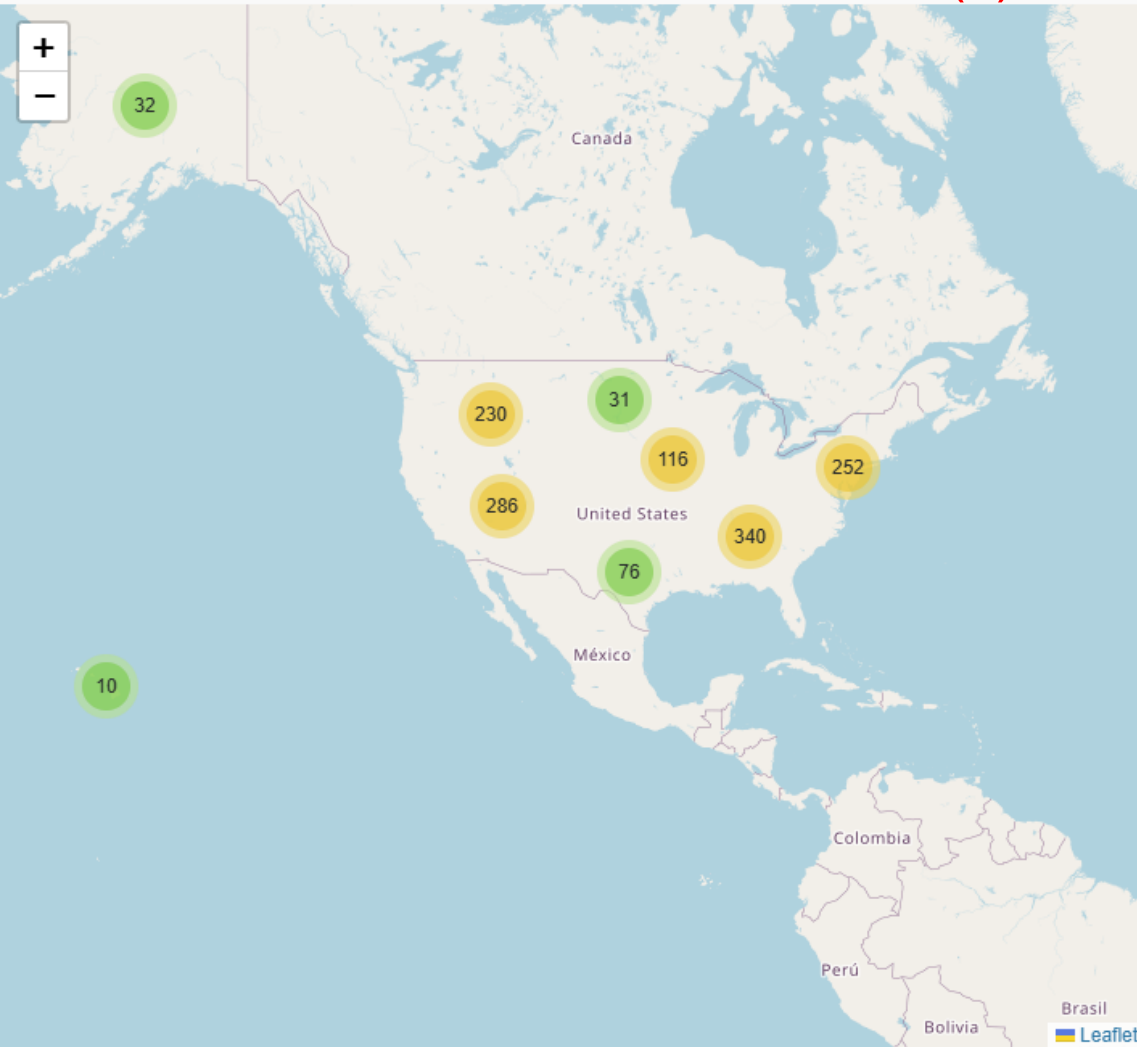 +
−
32
Canada
31
230
116
252
286
United States
340
76
México
10
Colombia
Perú
Brasil
Bolivia
Leaflet